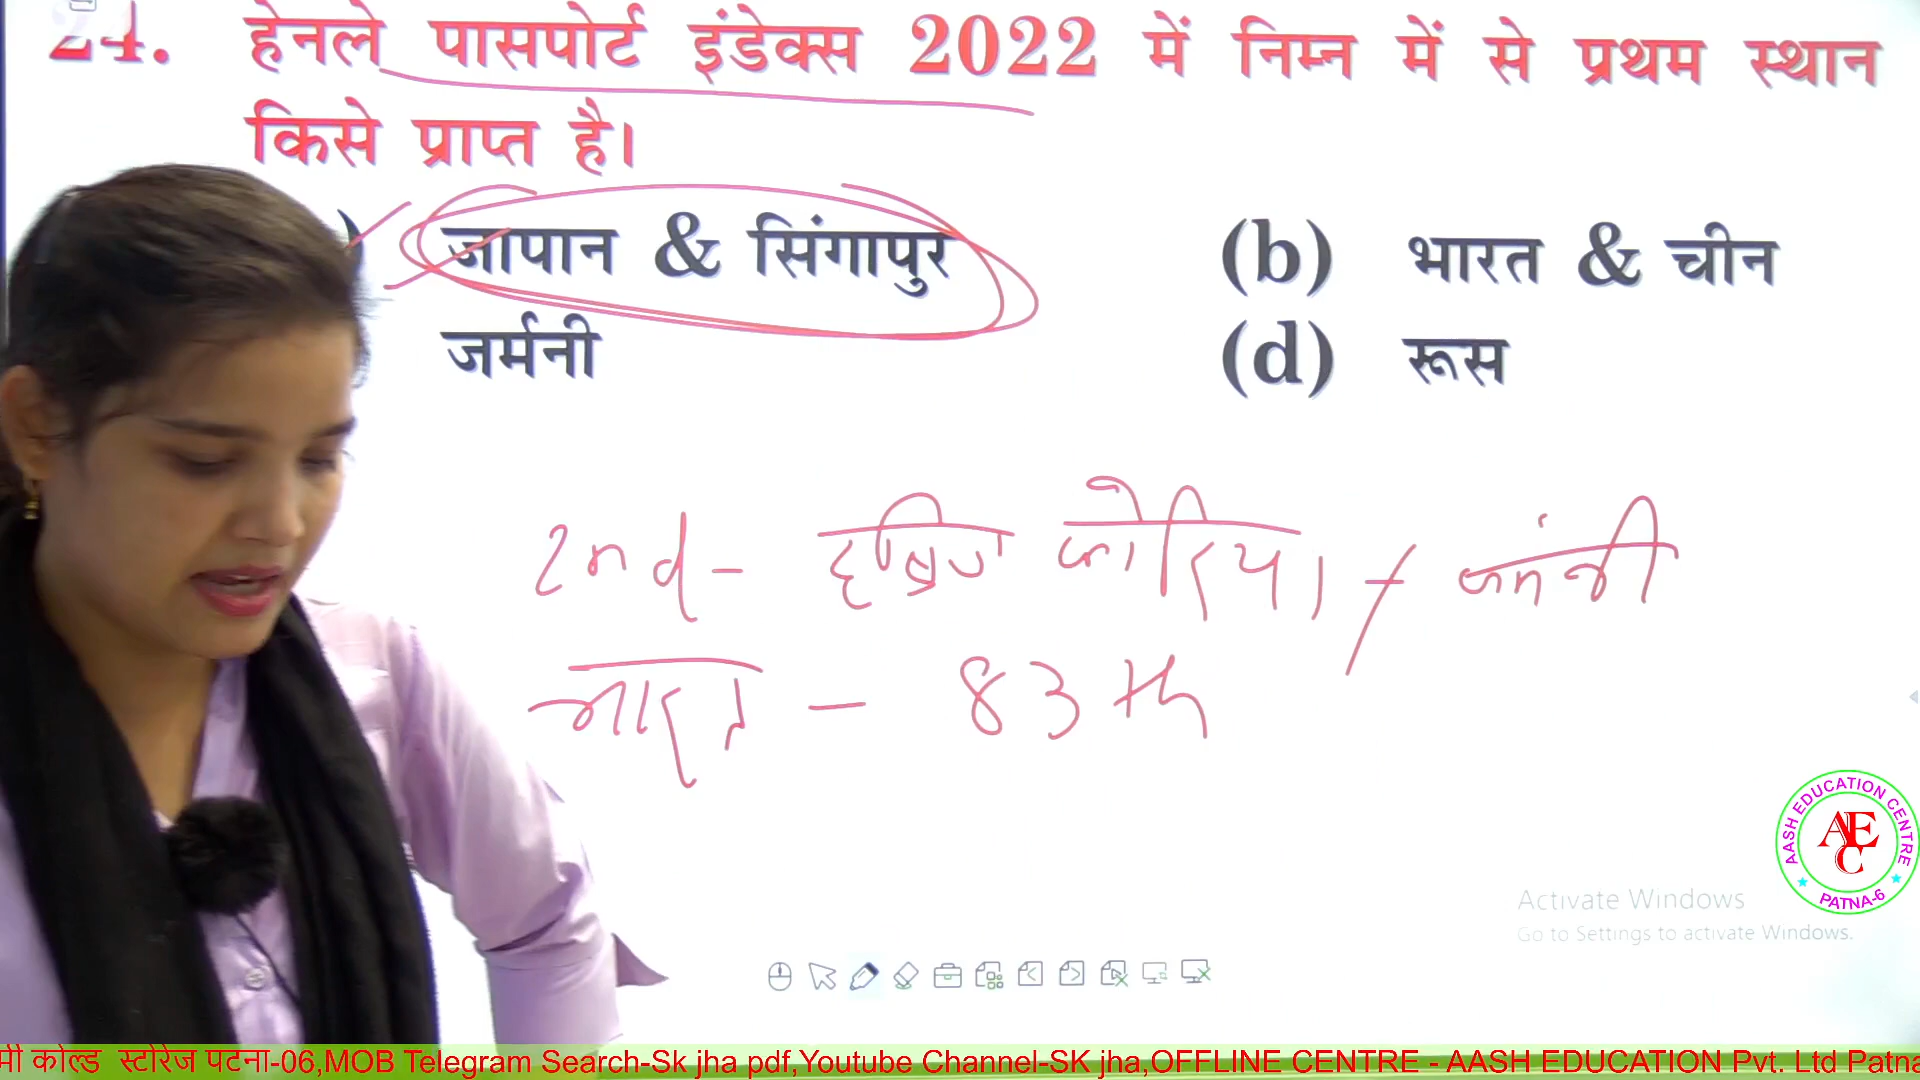 24. हेनले पासपोर्ट इंडेक्स 2022 में निम्न में से प्रथम स्थान
किसे प्राप्त है।
) जापान & सिंगापुर (b) भारत & चीन
जर्मनी (d) रूस
2nd - दक्षिण कोरिया / जर्मनी
भारत - 83th
AASH EDUCATION CENTRE
AEC
PATNA-6
Activate Windows
Go to Settings to activate Windows.
मी कोल्ड स्टोरेज पटना-06,MOB Telegram Search-Sk jha pdf,Youtube Channel-SK jha,OFFLINE CENTRE - AASH EDUCATION Pvt. Ltd Patna